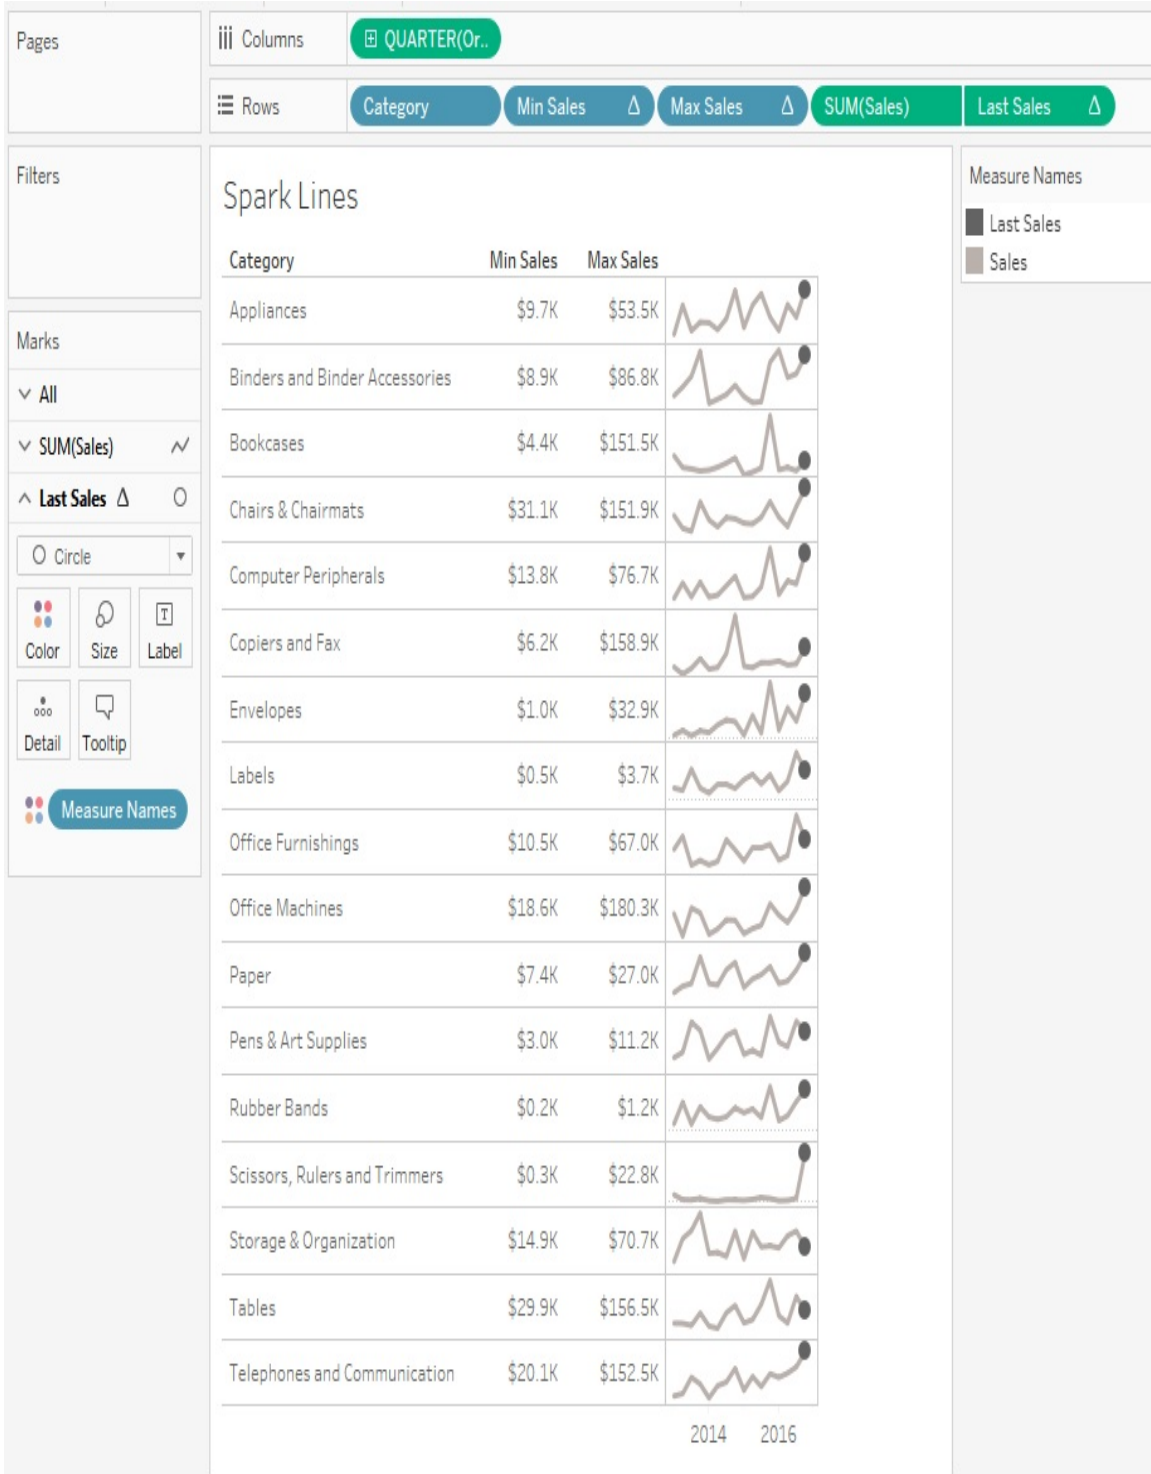 Pages
Columns QUARTER(Or..
Rows Category Min Sales Δ Max Sales Δ SUM(Sales) Last Sales Δ
Filters
Marks
All
SUM(Sales)
Last Sales Δ
Circle
Color Size T Label
Detail Tooltip
Measure Names
Spark Lines
Category Min Sales Max Sales
Appliances $9.7K $53.5K
Binders and Binder Accessories $8.9K $86.8K
Bookcases $4.4K $151.5K
Chairs & Chairmats $31.1K $151.9K
Computer Peripherals $13.8K $76.7K
Copiers and Fax $6.2K $158.9K
Envelopes $1.0K $32.9K
Labels $0.5K $3.7K
Office Furnishings $10.5K $67.0K
Office Machines $18.6K $180.3K
Paper $7.4K $27.0K
Pens & Art Supplies $3.0K $11.2K
Rubber Bands $0.2K $1.2K
Scissors, Rulers and Trimmers $0.3K $22.8K
Storage & Organization $14.9K $70.7K
Tables $29.9K $156.5K
Telephones and Communication $20.1K $152.5K
2014 2016
Measure Names
Last Sales
Sales